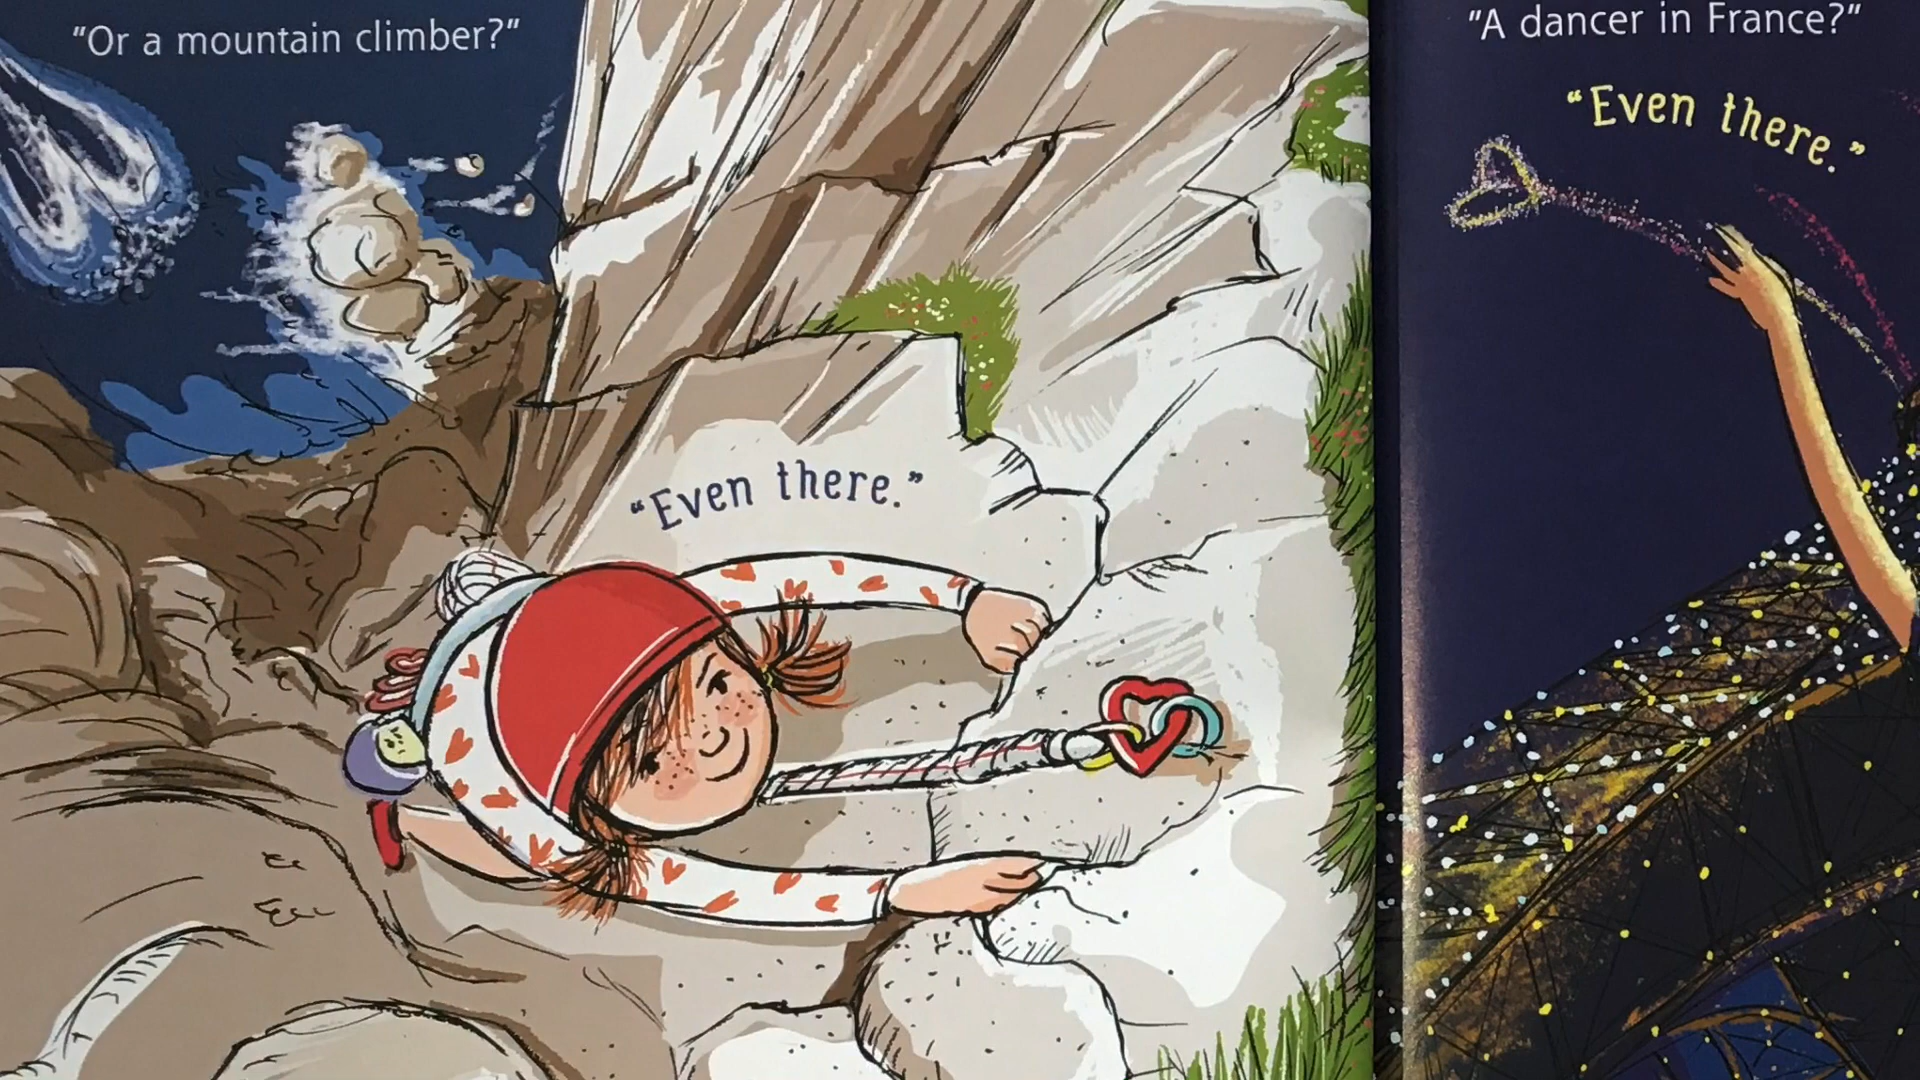 "Or a mountain climber?"
"Even there."
"A dancer in France?"
"Even there."